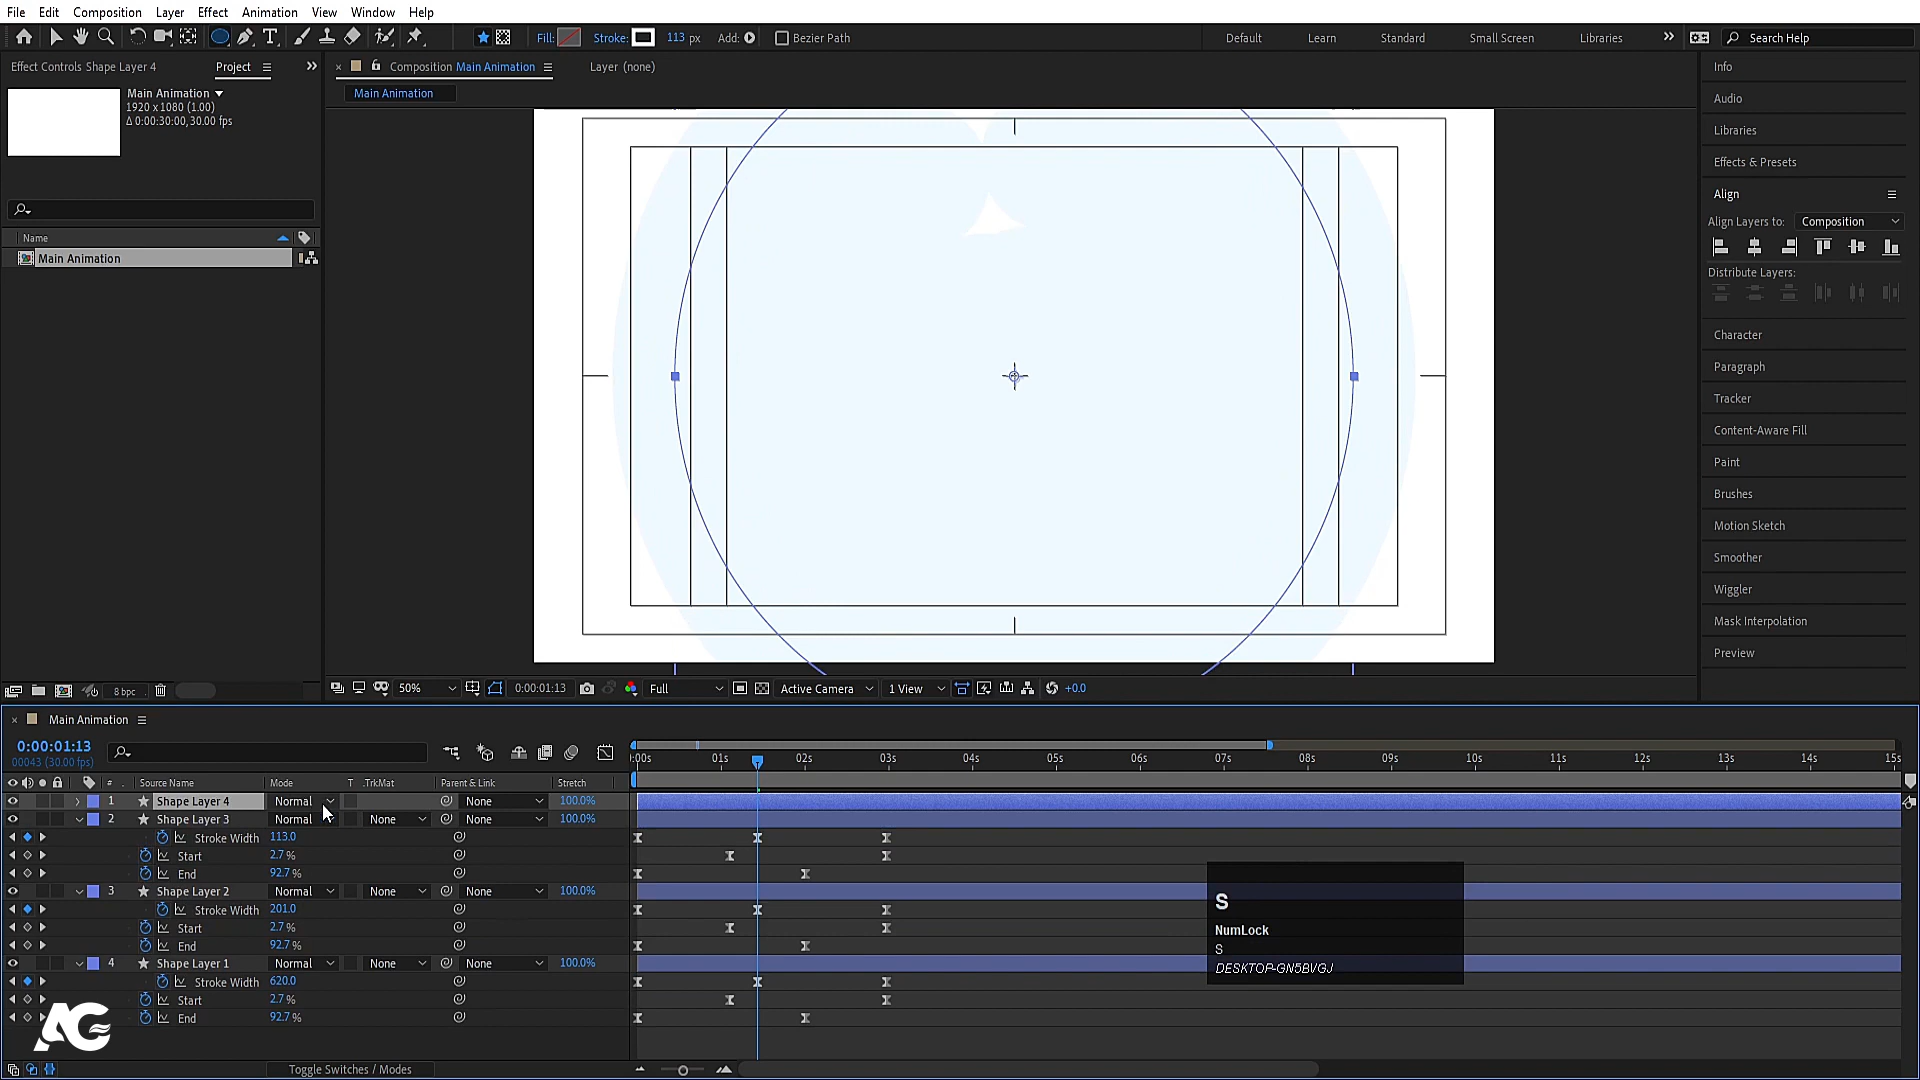 File Edit Composition Layer Effect Animation View Window Help
Fill: Stroke: 113 px Add: Bezier Path Default Learn Standard Small Screen Libraries Search Help
Effect Controls Shape Layer 4 Project
Composition Main Animation Layer (none)
Main Animation
Main Animation
1920 x 1080 (1.00)
Δ 0:00:30:00, 30.00 fps
Name
Main Animation
Info
Audio
Libraries
Effects & Presets
Align
Align Layers to: Composition
Distribute Layers:
Character
Paragraph
Tracker
Content-Aware Fill
Paint
Brushes
Motion Sketch
Smoother
Wiggler
Mask Interpolation
Preview
8 bpc
50% 0:00:01:13 Full Active Camera 1 View +0.0
Main Animation
0:00:01:13
00043 (30.00 fps)
:00s 01s 02s 03s 04s 05s 06s 07s 08s 09s 10s 11s 12s 13s 14s 15s
# Source Name Mode T .TrkMat Parent & Link Stretch
1 Shape Layer 4 Normal None 100.0%
2 Shape Layer 3 Normal None None 100.0%
Stroke Width 113.0
Start 2.7 %
End 92.7 %
3 Shape Layer 2 Normal None None 100.0%
Stroke Width 201.0
Start 2.7 %
End 92.7 %
4 Shape Layer 1 Normal None None 100.0%
Stroke Width 620.0
Start 2.7 %
End 92.7 %
S
NumLock
S
DESKTOP-GN5BVGJ
AG
Toggle Switches / Modes